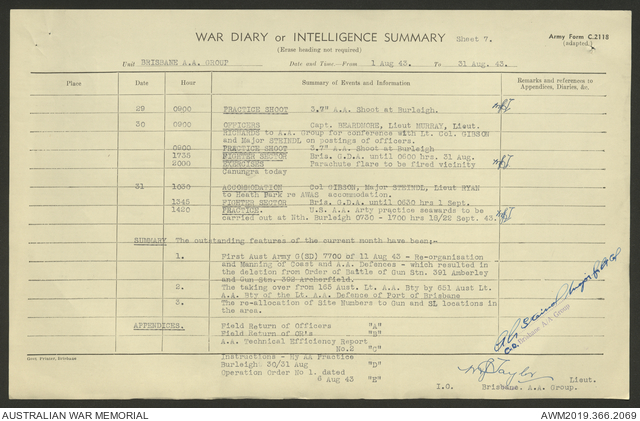 WAR DIARY or INTELLIGENCE SUMMARY Sheet 7.
(Erase heading not required)
Army Form C.2118
(adapted.)
Unit BRISBANE A.A. GROUP Date and Time—From 1 Aug 43. To 31 Aug. 43.
Place Date Hour Summary of Events and Information Remarks and references to
Appendices, Diaries, &c.
29 0900 PRACTICE SHOOT 3.7" A.A. Shoot at Burleigh.
30 0900 OFFICERS Capt. BEARDMORE, Lieut MURRAY, Lieut.
RICHARDS to A.A. Group for conference with Lt. Col. GIBSON
and Major STRINDL on postings of officers.
0900 PRACTICE SHOOT 3.7" A.A. Shoot at Burleigh
1735 FIGHTER SECTOR Bris. G.D.A. until 0600 hrs. 31 Aug.
2000 EXERCISES Parachute flare to be fired vicinity
Canungra today
31 1030 ACCOMMODATION Col GIBSON, Major STRINDL, Lieut RYAN
to Heath Park re AWAS accommodation.
1345 FIGHTER SECTOR Bris. G.D.A. until 0630 hrs 1 Sept.
1420 PRACTICE. U.S. A.A. Arty practice seawards to be
carried out at Nth. Burleigh 0730 - 1700 hrs 18/22 Sept. 43.
SUMMARY The outstanding features of the current month have been:-
1. First Aust Army G(SD) 7700 of 11 Aug 43 - Re-organisation
and Manning of Coast and A.A. Defences - which resulted in
the deletion from Order of Battle of Gun Stn. 391 Amberley
and Gun Stn. 392 Archerfield.
2. The taking over from 165 Aust. Lt. A.A. Bty by 631 Aust Lt.
A.A. Bty of the Lt. A.A. Defence of Port of Brisbane
3. The re-allocation of Site Numbers to Gun and SL locations in
the area.
APPENDICES. Field Return of Officers "A"
Field Return of OR's "B"
A.A. Technical Efficiency Report
No.2 "C"
Instructions - Hy AA Practice
Burleigh 30/31 Aug "D"
Operation Order No 1. dated
6 Aug 43 "E"
C.O. Brisbane A.A. Group
Govt. Printer, Brisbane
Lieut.
I.O. Brisbane. A.A. Group.
AUSTRALIAN WAR MEMORIAL AWM2019.366.2069